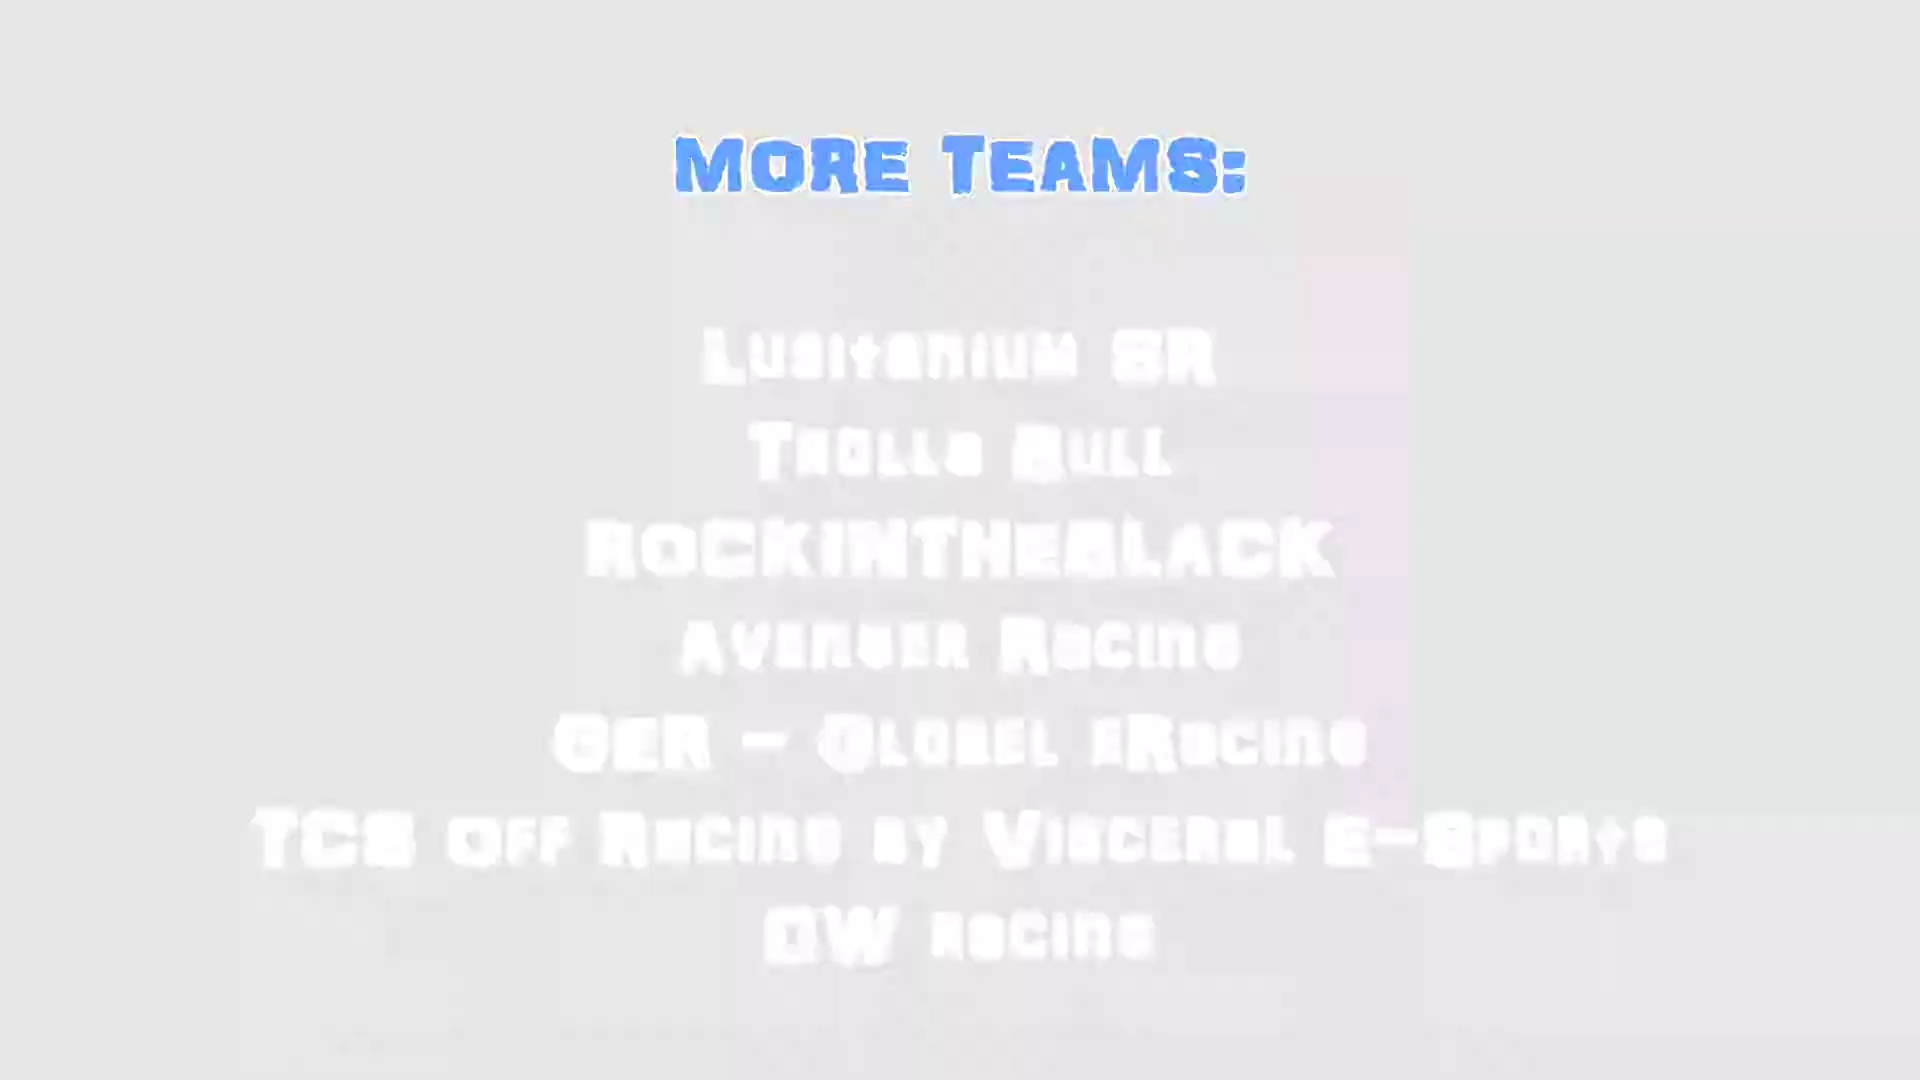 MORE TEAMS:
Lusitanium SR
Trolls Bull
ROCKINTHEBLACK
Avenger Racing
GER - Global eRacing
TCS Off Racing by Visceral E-Sports
racing